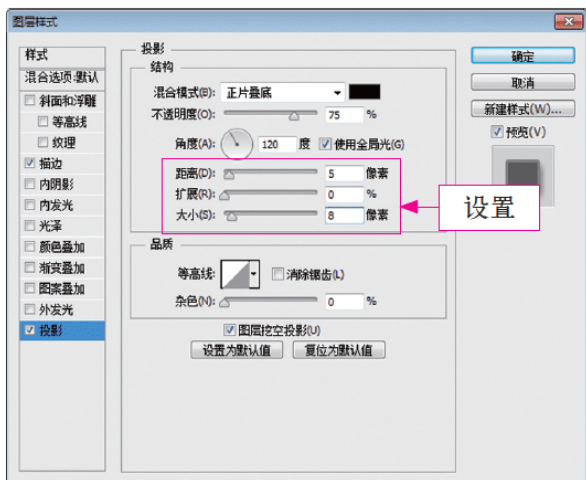 图层样式
样式
混合选项:默认
斜面和浮雕
等高线
纹理
描边
内阴影
内发光
光泽
颜色叠加
渐变叠加
图案叠加
外发光
投影
投影
结构
混合模式(B): 正片叠底
不透明度(O): 75 %
角度(A): 120 度 使用全局光(G)
距离(D): 5 像素
扩展(R): 0 %
大小(S): 8 像素
品质
等高线: 消除锯齿(L)
杂色(N): 0 %
图层挖空投影(U)
设置为默认值 复位为默认值
确定
取消
新建样式(W)...
预览(V)
设置